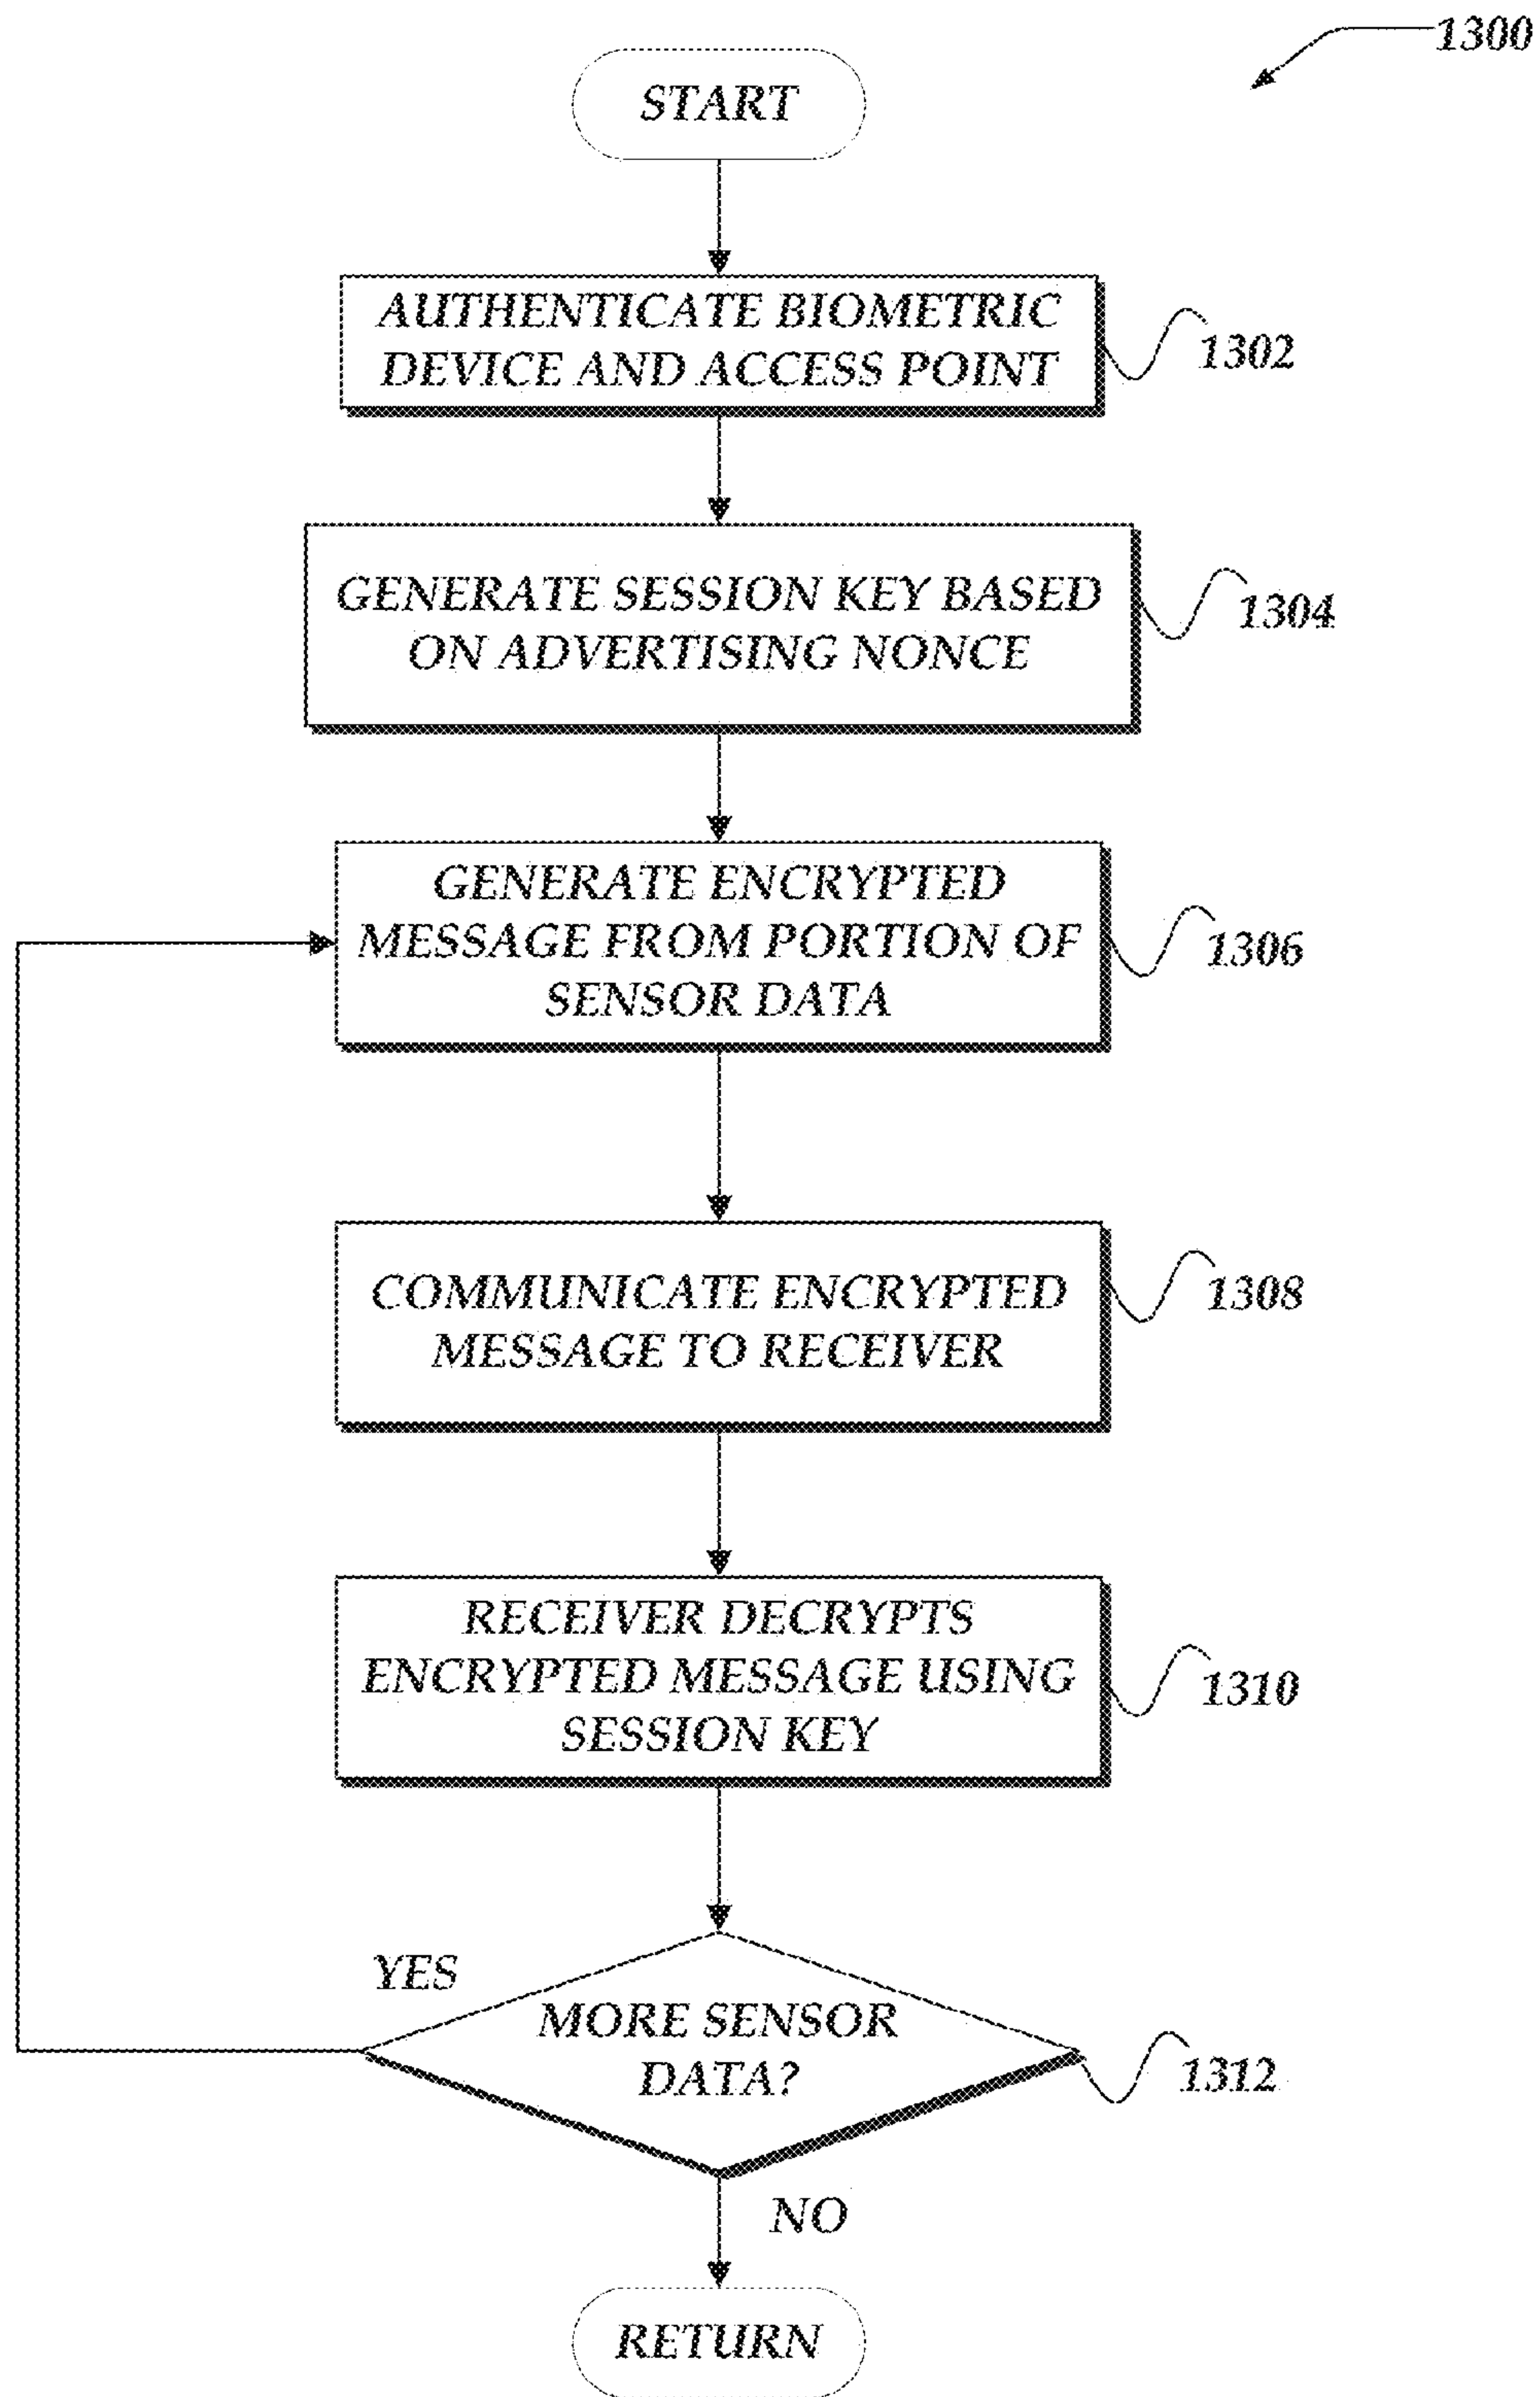 1300
START
AUTHENTICATE BIOMETRIC
DEVICE AND ACCESS POINT
1302
GENERATE SESSION KEY BASED
ON ADVERTISING NONCE
1304
GENERATE ENCRYPTED
MESSAGE FROM PORTION OF
SENSOR DATA
1306
COMMUNICATE ENCRYPTED
MESSAGE TO RECEIVER
1308
RECEIVER DECRYPTS
ENCRYPTED MESSAGE USING
SESSION KEY
1310
YES
MORE SENSOR
DATA?
1312
NO
RETURN